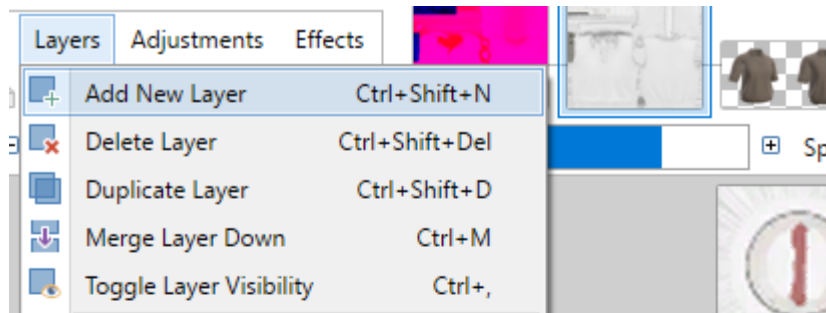 Layers Adjustments Effects
Add New Layer Ctrl+Shift+N
Delete Layer Ctrl+Shift+Del
Duplicate Layer Ctrl+Shift+D
Merge Layer Down Ctrl+M
Toggle Layer Visibility Ctrl+,